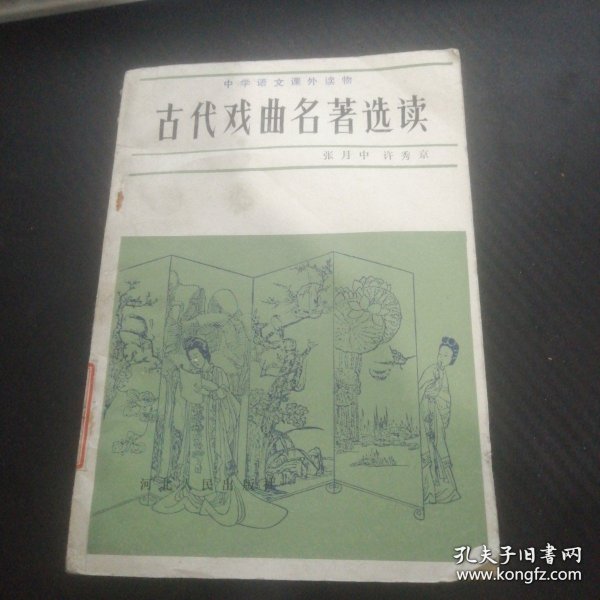 中学语文课外读物
古代戏曲名著选读
张月中 许秀京
河北人民出版社
孔夫子旧书网
www.kongfz.com